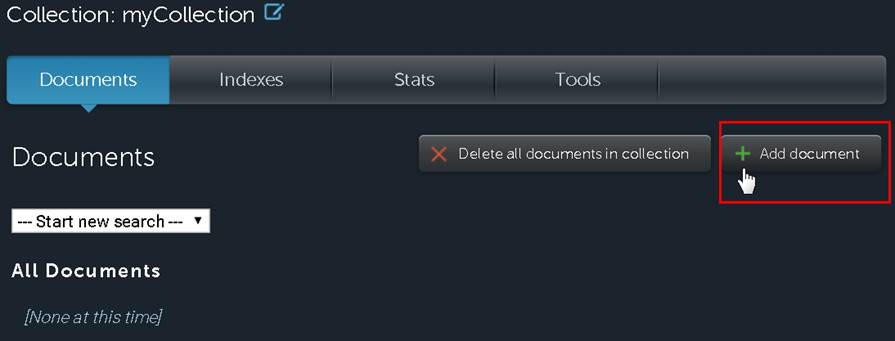 Collection: myCollection
Documents Indexes Stats Tools
Documents
Delete all documents in collection
Add document
--- Start new search ---
All Documents
[None at this time]